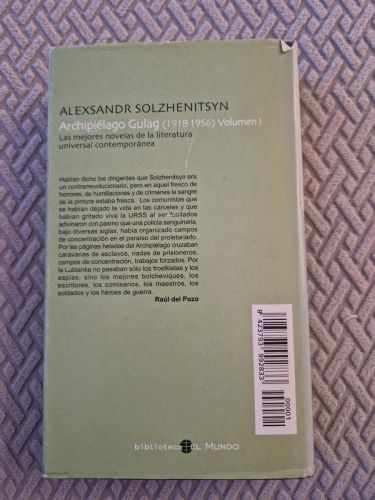 ALEXSANDR SOLZHENITSYN
Archipiélago Gulag (1918-1956) Volumen I
Las mejores novelas de la literatura
universal contemporánea
Habían dicho los dirigentes que Solzhenitsyn era
un contrarrevolucionario, pero en aquel fresco de
horrores, de humillaciones y de crímenes la sangre
de la pintura estaba fresca. Los comunistas que
se habían dejado la vida en las cárceles y que
habían gritado viva la URSS al ser fusilados
adivinaron con pasmo que una policía sanguinaria,
bajo diversas siglas, había organizado campos de
concentración en el paraíso del proletariado.
Por las páginas heladas del Archipiélago cruzaban
caravanas de esclavos, riadas de prisioneros,
campos de concentración, trabajos forzados. Por
la Lubianka no pasaban sólo los trostkistas y los
espías, sino los mejores bolcheviques, los
escritores, los comisarios, los maestros, los
soldados y los héroes de guerra.
Raúl del Pozo
8 423793 992833
00001
biblioteca EL MUNDO